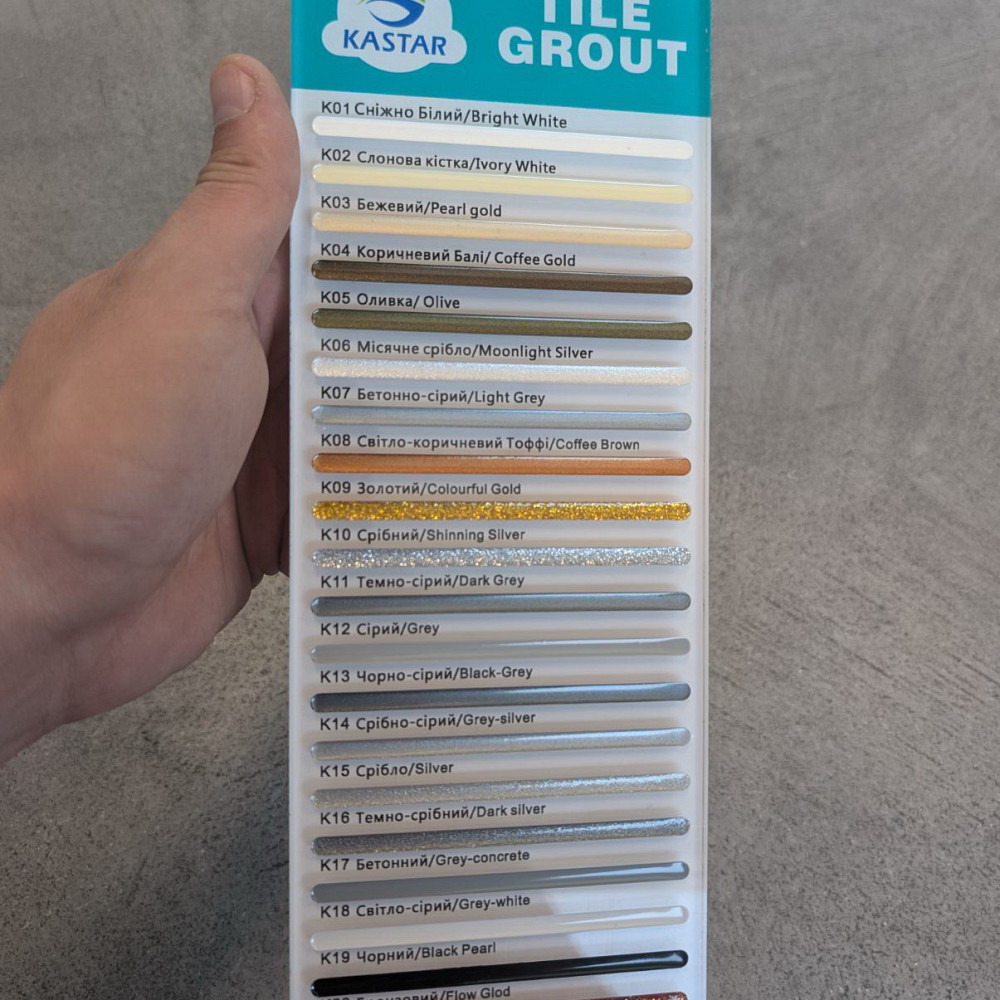 KASTAR
TILE
GROUT
K01 Сніжно Білий/Bright White
K02 Слонова кістка/Ivory White
K03 Бежевий/Pearl gold
K04 Коричневий Балі/ Coffee Gold
K05 Оливка/ Olive
K06 Місячне срібло/Moonlight Silver
K07 Бетонно-сірий/Light Grey
K08 Світло-коричневий Тоффі/Coffee Brown
K09 Золотий/Colourful Gold
K10 Срібний/Shinning Silver
K11 Темно-сірий/Dark Grey
K12 Сірий/Grey
K13 Чорно-сірий/Black-Grey
K14 Срібно-сірий/Grey-silver
K15 Срібло/Silver
K16 Темно-срібний/Dark silver
K17 Бетонний/Grey-concrete
K18 Світло-сірий/Grey-white
K19 Чорний/Black Pearl
K20 Бронзовий/Flow Glod